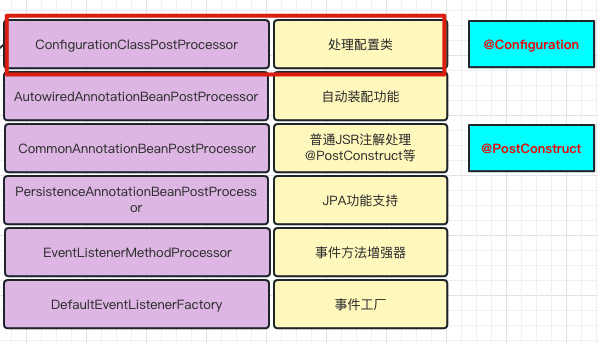 ConfigurationClassPostProcessor 处理配置类 @Configuration
AutowiredAnnotationBeanPostProcessor 自动装配功能
CommonAnnotationBeanPostProcessor 普通JSR注解处理
@PostConstruct等 @PostConstruct
PersistenceAnnotationBeanPostProcess
or JPA功能支持
EventListenerMethodProcessor 事件方法增强器
DefaultEventListenerFactory 事件工厂